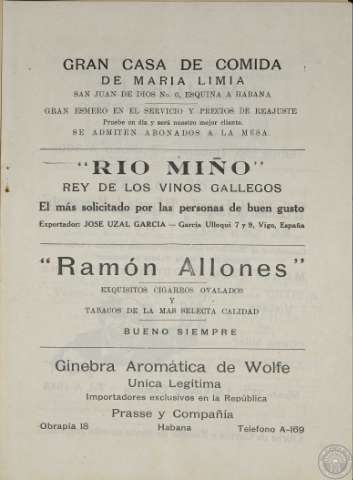 GRAN CASA DE COMIDA
DE MARIA LIMIA
SAN JUAN DE DIOS No. 6, ESQUINA A HABANA
GRAN ESMERO EN EL SERVICIO Y PRECIOS DE REAJUSTE
Pruebe un día y será nuestro mejor cliente.
SE ADMITEN ABONADOS A LA MESA.
"RIO MIÑO"
REY DE LOS VINOS GALLEGOS
El más solicitado por las personas de buen gusto
Exportador: JOSE UZAL GARCIA — García Ulloqui 7 y 9, Vigo, España
"Ramón Allones"
EXQUISITOS CIGARROS OVALADOS
Y
TABACOS DE LA MAS SELECTA CALIDAD
BUENO SIEMPRE
Ginebra Aromática de Wolfe
Unica Legitima
Importadores exclusivos en la República
Prasse y Compañía
Obrapía 18 Habana Teléfono A-169